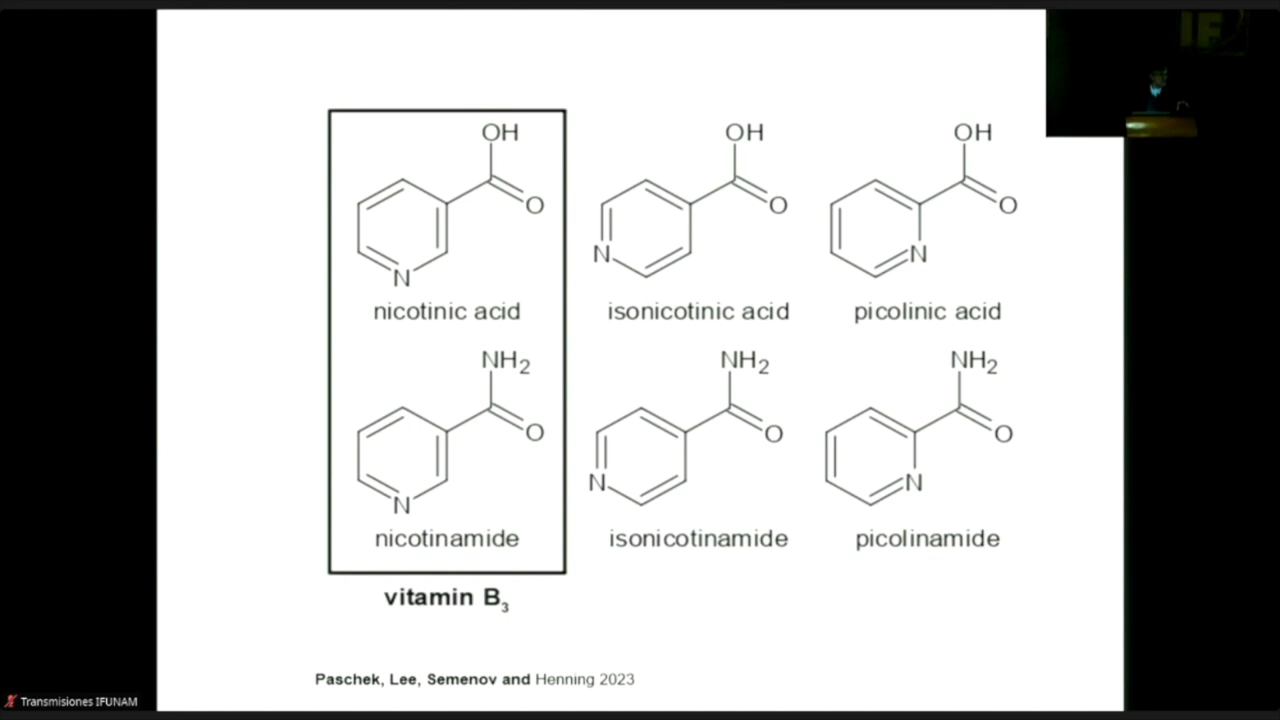 IF
OH OH OH
O O O
N N N
nicotinic acid isonicotinic acid picolinic acid
NH₂ NH₂ NH₂
O O O
N N N
nicotinamide isonicotinamide picolinamide
vitamin B₃
Paschek, Lee, Semenov and Henning 2023
Transmisiones IFUNAM